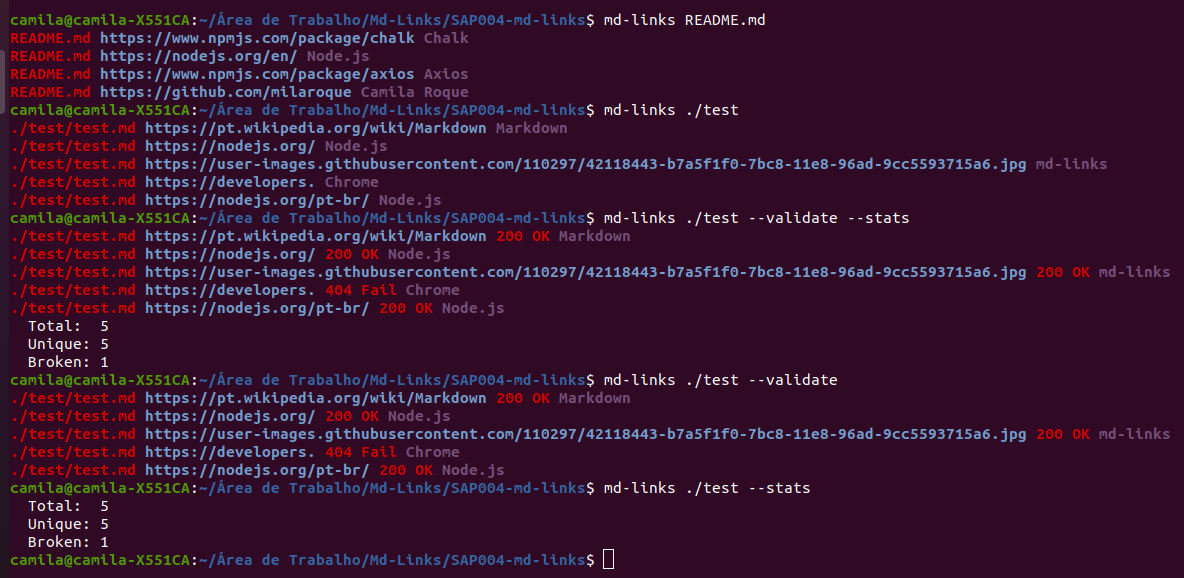 camila@camila-X551CA:~/Área de Trabalho/Md-Links/SAP004-md-links$ md-links README.md
README.md https://www.npmjs.com/package/chalk Chalk
README.md https://nodejs.org/en/ Node.js
README.md https://www.npmjs.com/package/axios Axios
README.md https://github.com/milaroque Camila Roque
camila@camila-X551CA:~/Área de Trabalho/Md-Links/SAP004-md-links$ md-links ./test
./test/test.md https://pt.wikipedia.org/wiki/Markdown Markdown
./test/test.md https://nodejs.org/ Node.js
./test/test.md https://user-images.githubusercontent.com/110297/42118443-b7a5f1f0-7bc8-11e8-96ad-9cc5593715a6.jpg md-links
./test/test.md https://developers. Chrome
./test/test.md https://nodejs.org/pt-br/ Node.js
camila@camila-X551CA:~/Área de Trabalho/Md-Links/SAP004-md-links$ md-links ./test --validate --stats
./test/test.md https://pt.wikipedia.org/wiki/Markdown 200 OK Markdown
./test/test.md https://nodejs.org/ 200 OK Node.js
./test/test.md https://user-images.githubusercontent.com/110297/42118443-b7a5f1f0-7bc8-11e8-96ad-9cc5593715a6.jpg 200 OK md-links
./test/test.md https://developers. 404 Fail Chrome
./test/test.md https://nodejs.org/pt-br/ 200 OK Node.js
  Total:  5
  Unique: 5
  Broken: 1
camila@camila-X551CA:~/Área de Trabalho/Md-Links/SAP004-md-links$ md-links ./test --validate
./test/test.md https://pt.wikipedia.org/wiki/Markdown 200 OK Markdown
./test/test.md https://nodejs.org/ 200 OK Node.js
./test/test.md https://user-images.githubusercontent.com/110297/42118443-b7a5f1f0-7bc8-11e8-96ad-9cc5593715a6.jpg 200 OK md-links
./test/test.md https://developers. 404 Fail Chrome
./test/test.md https://nodejs.org/pt-br/ 200 OK Node.js
camila@camila-X551CA:~/Área de Trabalho/Md-Links/SAP004-md-links$ md-links ./test --stats
  Total:  5
  Unique: 5
  Broken: 1
camila@camila-X551CA:~/Área de Trabalho/Md-Links/SAP004-md-links$